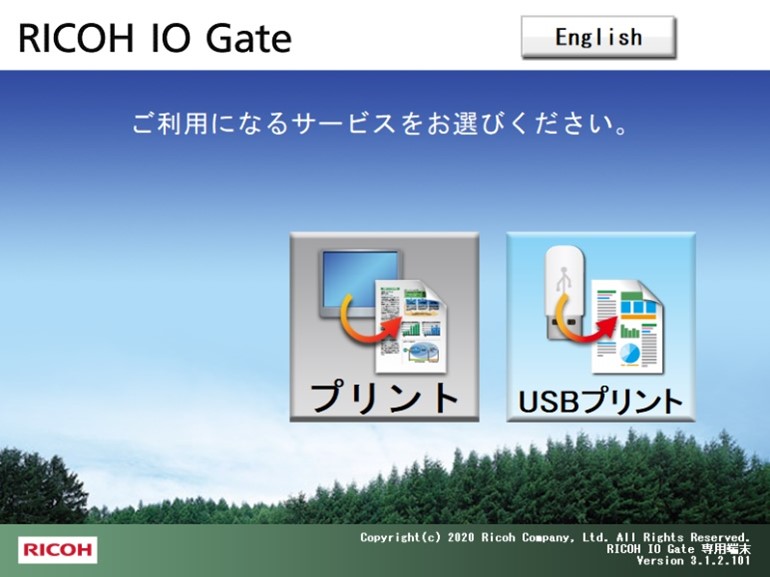 RICOH IO Gate
English
ご利用になるサービスをお選びください。
プリント
USBプリント
Copyright(c) 2020 Ricoh Company, Ltd. All Rights Reserved.
RICOH IO Gate 専用端末
Version 3.1.2.101
RICOH